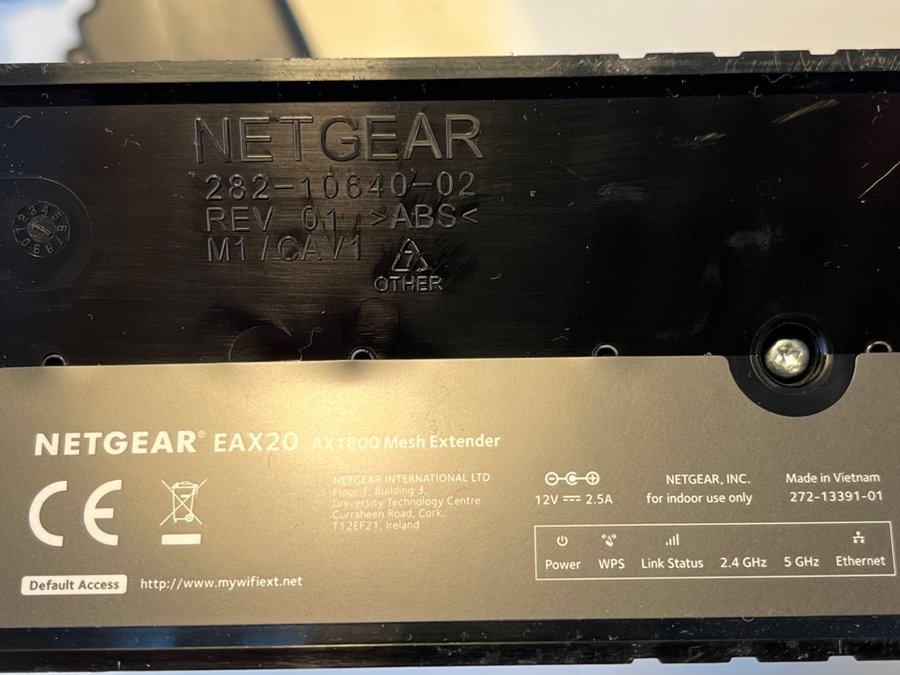 NETGEAR
282-10640-02
REV 01 >ABS<
M1/CAV1
7
OTHER
NETGEAR® EAX20 AX1800 Mesh Extender
NETGEAR INTERNATIONAL LTD
Floor 1, Building 3,
University Technology Centre
Curraheen Road, Cork,
T12EF21, Ireland
12V 2.5A
NETGEAR, INC.
for indoor use only
Made in Vietnam
272-13391-01
CE
Power WPS Link Status 2.4 GHz 5 GHz Ethernet
Default Access http://www.mywifiext.net